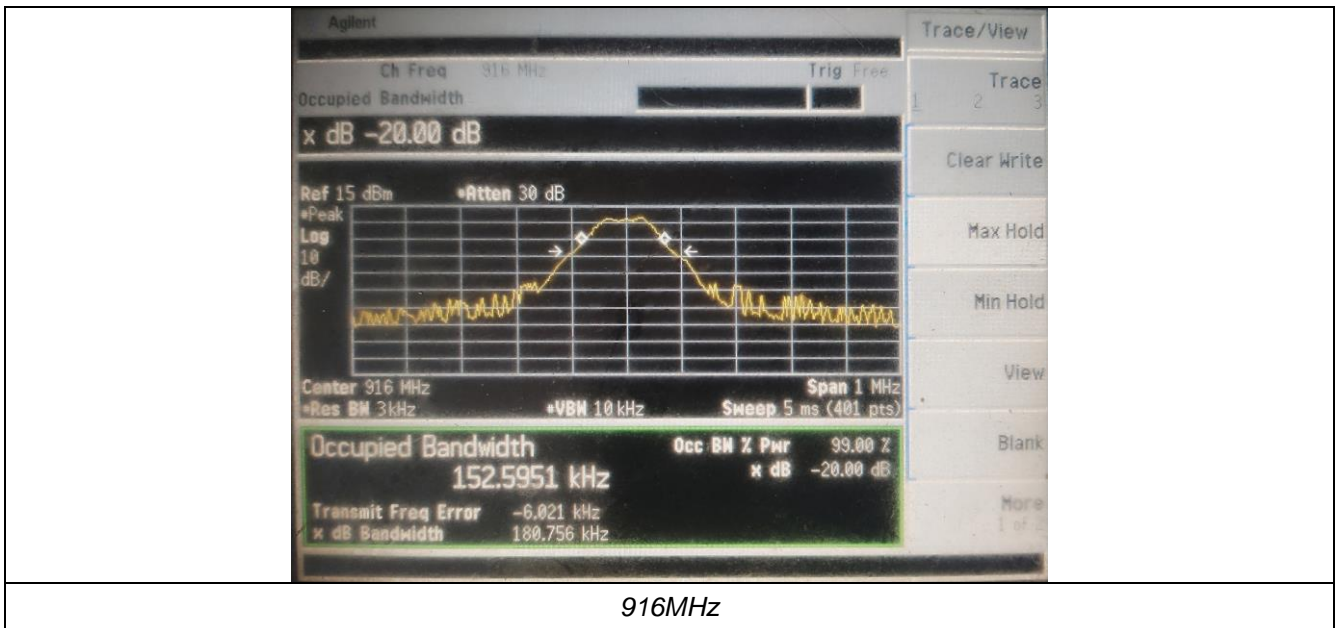 Agilent
Trace/View
Ch Freq 916 MHz Trig Free
Trace
1 2 3
Occupied Bandwidth
x dB -20.00 dB
Clear Write
Ref 15 dBm •Atten 30 dB
•Peak
Log
10
dB/
Max Hold
Min Hold
View
Center 916 MHz Span 1 MHz
•Res BW 3kHz •VBW 10 kHz Sweep 5 ms (401 pts)
Occupied Bandwidth Occ BW % Pwr 99.00 %
152.5951 kHz x dB -20.00 dB
Blank
Transmit Freq Error -6.021 kHz
x dB Bandwidth 180.756 kHz
More
1 of 2
916MHz